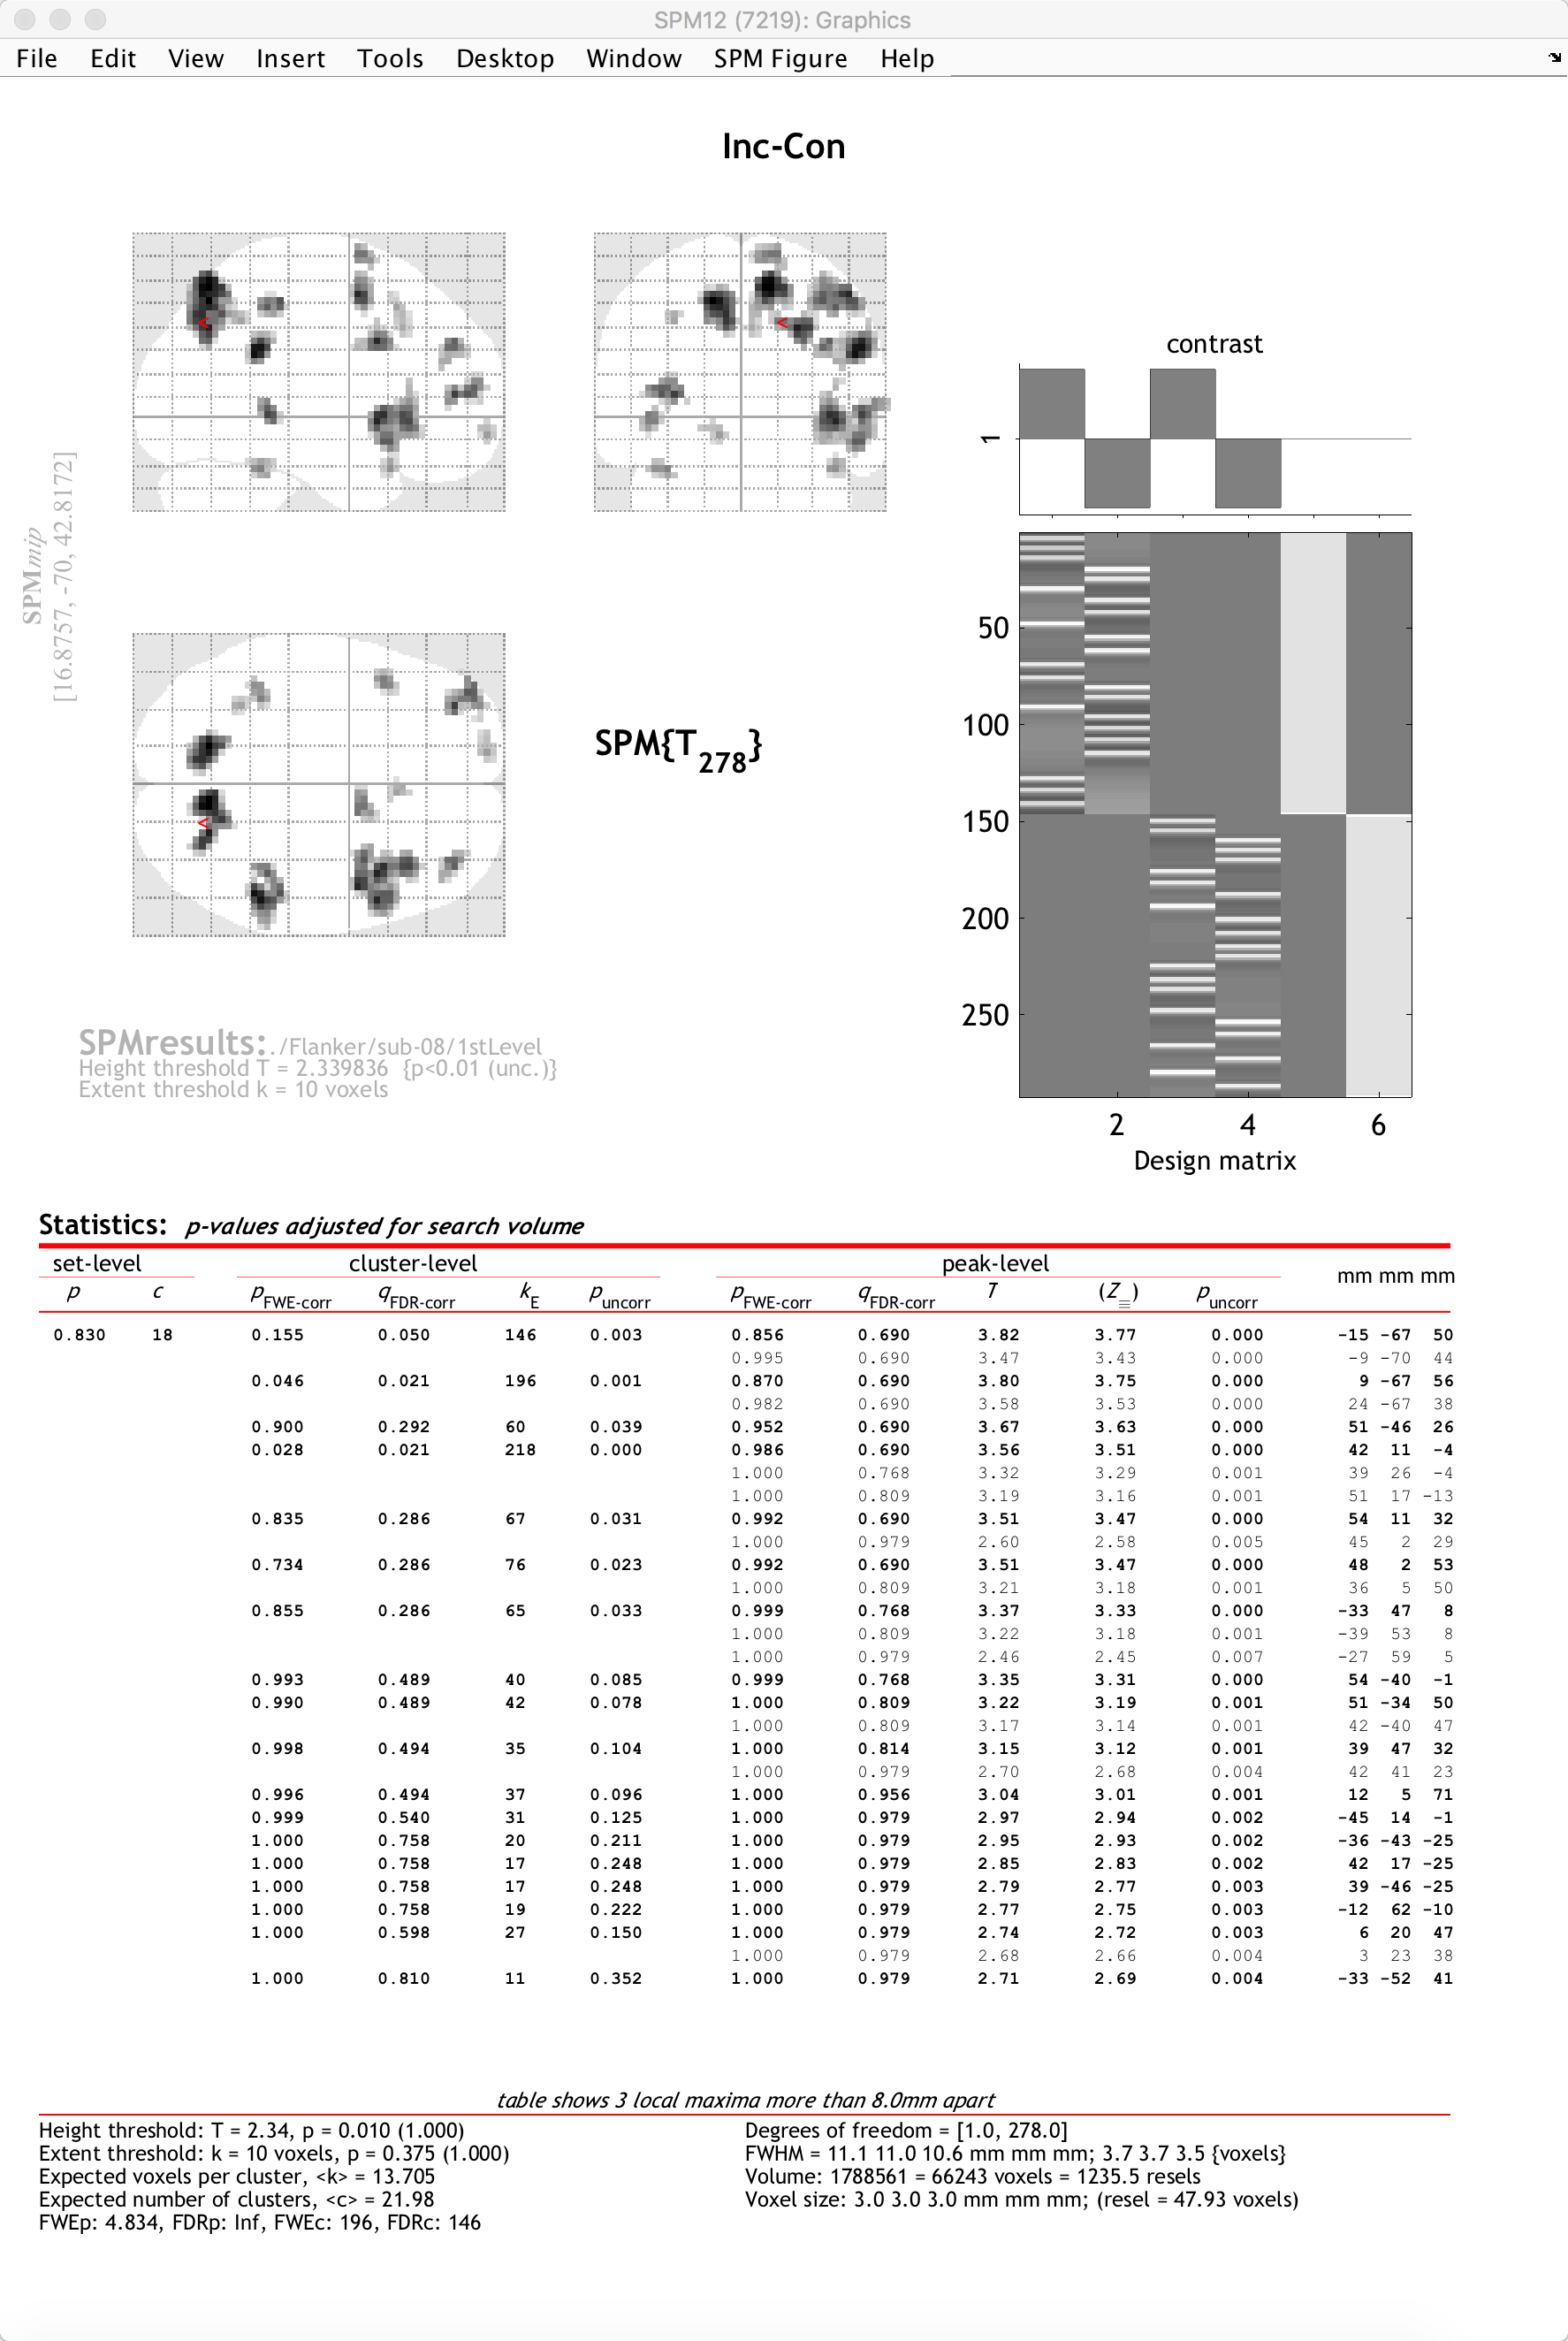 SPM12 (7219): Graphics
File Edit View Insert Tools Desktop Window SPM Figure Help
Inc-Con
SPMmip
[16.8757, -70, 42.8172]
<
<
<
SPM{T278}
contrast
1
50
100
150
200
250
2 4 6
Design matrix
SPMresults: ./Flanker/sub-08/1stLevel
Height threshold T = 2.339836 {p<0.01 (unc.)}
Extent threshold k = 10 voxels
Statistics: p-values adjusted for search volume
set-level cluster-level peak-level mm mm mm
p c pFWE-corr qFDR-corr kE puncorr pFWE-corr qFDR-corr T (Z≡) puncorr
0.830 18 0.155 0.050 146 0.003 0.856 0.690 3.82 3.77 0.000 -15 -67 50
0.995 0.690 3.47 3.43 0.000 -9 -70 44
0.046 0.021 196 0.001 0.870 0.690 3.80 3.75 0.000 9 -67 56
0.982 0.690 3.58 3.53 0.000 24 -67 38
0.900 0.292 60 0.039 0.952 0.690 3.67 3.63 0.000 51 -46 26
0.028 0.021 218 0.000 0.986 0.690 3.56 3.51 0.000 42 11 -4
1.000 0.768 3.32 3.29 0.001 39 26 -4
1.000 0.809 3.19 3.16 0.001 51 17 -13
0.835 0.286 67 0.031 0.992 0.690 3.51 3.47 0.000 54 11 32
1.000 0.979 2.60 2.58 0.005 45 2 29
0.734 0.286 76 0.023 0.992 0.690 3.51 3.47 0.000 48 2 53
1.000 0.809 3.21 3.18 0.001 36 5 50
0.855 0.286 65 0.033 0.999 0.768 3.37 3.33 0.000 -33 47 8
1.000 0.809 3.22 3.18 0.001 -39 53 8
1.000 0.979 2.46 2.45 0.007 -27 59 5
0.993 0.489 40 0.085 0.999 0.768 3.35 3.31 0.000 54 -40 -1
0.990 0.489 42 0.078 1.000 0.809 3.22 3.19 0.001 51 -34 50
1.000 0.809 3.17 3.14 0.001 42 -40 47
0.998 0.494 35 0.104 1.000 0.814 3.15 3.12 0.001 39 47 32
1.000 0.979 2.70 2.68 0.004 42 41 23
0.996 0.494 37 0.096 1.000 0.956 3.04 3.01 0.001 12 5 71
0.999 0.540 31 0.125 1.000 0.979 2.97 2.94 0.002 -45 14 -1
1.000 0.758 20 0.211 1.000 0.979 2.95 2.93 0.002 -36 -43 -25
1.000 0.758 17 0.248 1.000 0.979 2.85 2.83 0.002 42 17 -25
1.000 0.758 17 0.248 1.000 0.979 2.79 2.77 0.003 39 -46 -25
1.000 0.758 19 0.222 1.000 0.979 2.77 2.75 0.003 -12 62 -10
1.000 0.598 27 0.150 1.000 0.979 2.74 2.72 0.003 6 20 47
1.000 0.979 2.68 2.66 0.004 3 23 38
1.000 0.810 11 0.352 1.000 0.979 2.71 2.69 0.004 -33 -52 41
table shows 3 local maxima more than 8.0mm apart
Height threshold: T = 2.34, p = 0.010 (1.000)
Extent threshold: k = 10 voxels, p = 0.375 (1.000)
Expected voxels per cluster, <k> = 13.705
Expected number of clusters, <c> = 21.98
FWEp: 4.834, FDRp: Inf, FWEc: 196, FDRc: 146
Degrees of freedom = [1.0, 278.0]
FWHM = 11.1 11.0 10.6 mm mm mm; 3.7 3.7 3.5 {voxels}
Volume: 1788561 = 66243 voxels = 1235.5 resels
Voxel size: 3.0 3.0 3.0 mm mm mm; (resel = 47.93 voxels)